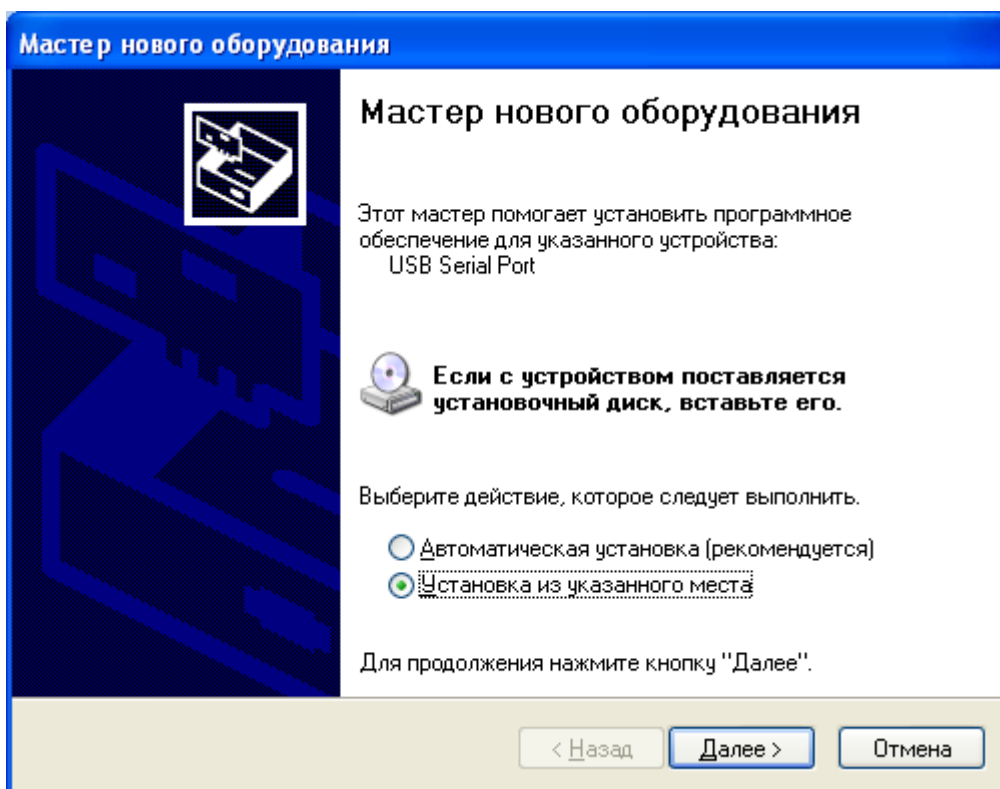 Мастер нового оборудования
Мастер нового оборудования
Этот мастер помогает установить программное
обеспечение для указанного устройства:
USB Serial Port
Если с устройством поставляется
установочный диск, вставьте его.
Выберите действие, которое следует выполнить.
Автоматическая установка (рекомендуется)
Установка из указанного места
Для продолжения нажмите кнопку "Далее".
< Назад Далее > Отмена